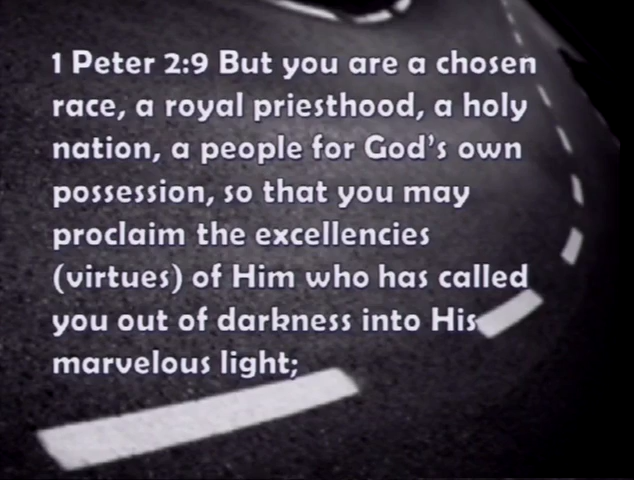 1 Peter 2:9 But you are a chosen
race, a royal priesthood, a holy
nation, a people for God's own
possession, so that you may
proclaim the excellencies
(virtues) of Him who has called
you out of darkness into His
marvelous light;